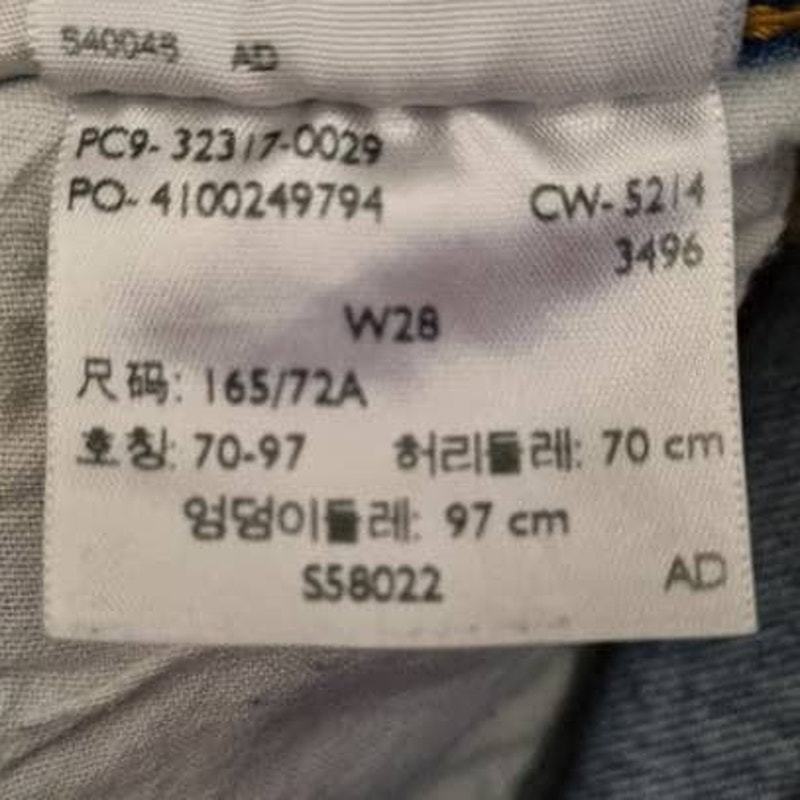 540045 AD
PC9-32317-0029
PO-4100249794 CW-5214
3496
W28
尺码: 165/72A
호칭: 70-97 허리둘레: 70 cm
엉덩이둘레: 97 cm
S58022 AD